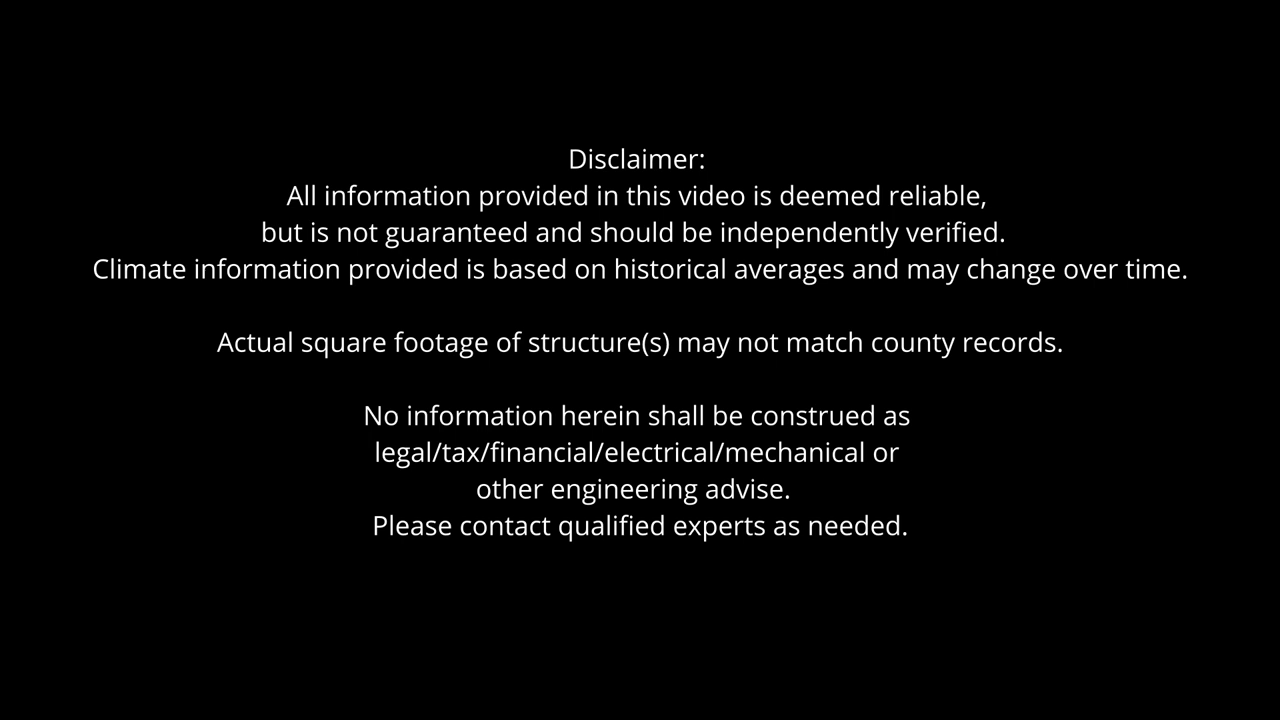 Disclaimer:
All information provided in this video is deemed reliable,
but is not guaranteed and should be independently verified.
Climate information provided is based on historical averages and may change over time.
Actual square footage of structure(s) may not match county records.
No information herein shall be construed as
legal/tax/financial/electrical/mechanical or
other engineering advise.
Please contact qualified experts as needed.